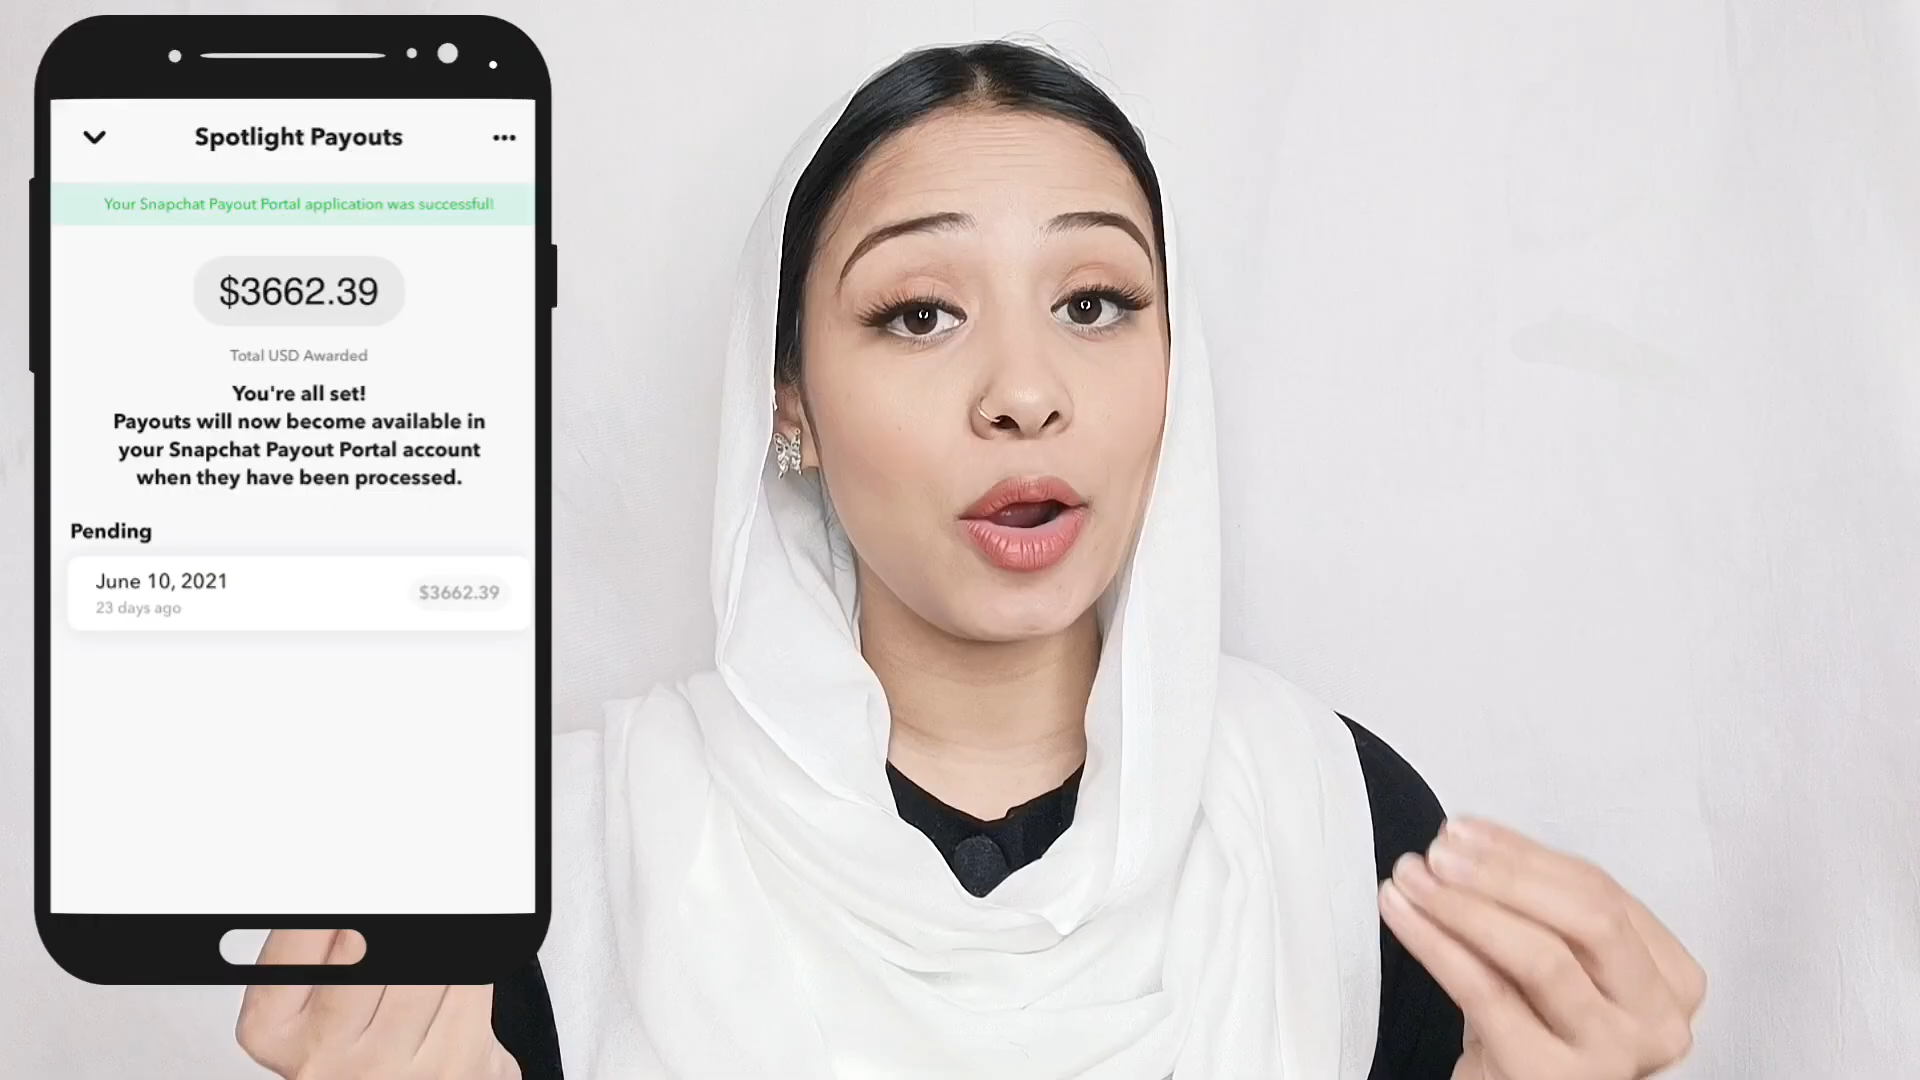 Spotlight Payouts
Your Snapchat Payout Portal application was successful!
$3662.39
Total USD Awarded
You're all set!
Payouts will now become available in
your Snapchat Payout Portal account
when they have been processed.
Pending
June 10, 2021
$3662.39
23 days ago